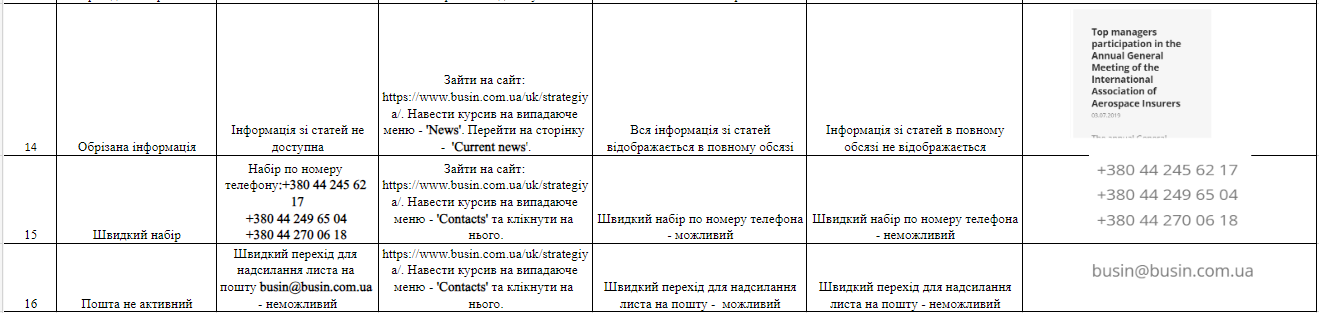 14
Обрізана інформація
Інформація зі статей не
доступна
Зайти на сайт:
https://www.busin.com.ua/uk/strategiy
a/. Навести курсив на випадаюче
меню - 'News'. Перейти на сторінку
- 'Current news'.
Вся інформація зі статей
відображається в повному обсязі
Інформація зі статей в повному
обсязі не відображається
Top managers
participation in the
Annual General
Meeting of the
International
Association of
Aerospace Insurers
03.07.2019
The annual General
15
Швидкий набір
Набір по номеру
телефону:+380 44 245 62
17
+380 44 249 65 04
+380 44 270 06 18
Зайти на сайт:
https://www.busin.com.ua/uk/strategiy
a/. Навести курсив на випадаюче
меню - 'Contacts' та клікнути на
нього.
Швидкий набір по номеру телефона
- можливий
Швидкий набір по номеру телефона
- неможливий
+380 44 245 62 17
+380 44 249 65 04
+380 44 270 06 18
16
Пошта не активний
Швидкий перехід для
надсилання листа на
пошту busin@busin.com.ua
- неможливий
https://www.busin.com.ua/uk/strategiy
a/. Навести курсив на випадаюче
меню - 'Contacts' та клікнути на
нього.
Швидкий перехід для надсилання
листа на пошту - можливий
Швидкий перехід для надсилання
листа на пошту - неможливий
busin@busin.com.ua